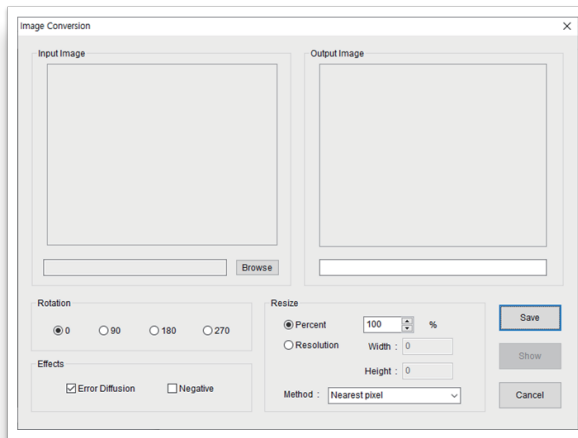 Image Conversion
Input Image
Output Image
Browse
Rotation
0 90 180 270
Effects
Error Diffusion Negative
Resize
Percent 100 %
Resolution Width : 0
Height : 0
Method : Nearest pixel
Save
Show
Cancel